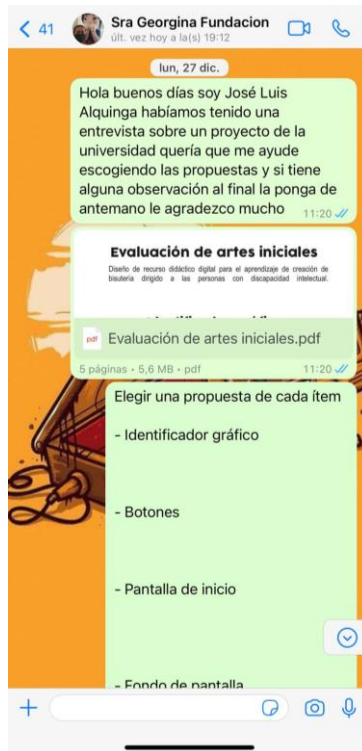 41
Sra Georgina Fundacion
últ. vez hoy a la(s) 19:12
lun, 27 dic.
Hola buenos días soy José Luis
Alquinga habíamos tenido una
entrevista sobre un proyecto de la
universidad quería que me ayude
escogiendo las propuestas y si tiene
alguna observación al final la ponga de
antemano le agradezco mucho 11:20
Evaluación de artes iniciales
Diseño de recurso didáctico digital para el aprendizaje de creación de
bisutería dirigido a las personas con discapacidad intelectual.
pdf Evaluación de artes iniciales.pdf
5 páginas • 5,6 MB • pdf 11:20
Elegir una propuesta de cada ítem
- Identificador gráfico
- Botones
- Pantalla de inicio
- Fondo de pantalla